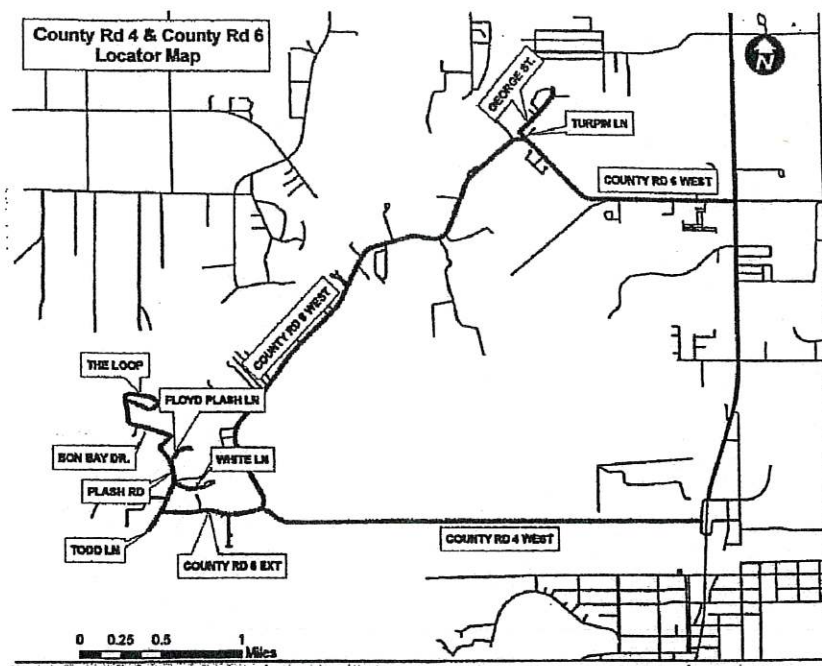 County Rd 4 & County Rd 6
Locator Map
N
GEORGE ST.
TURPIN LN
COUNTY RD 6 WEST
COUNTY RD 6 WEST
THE LOOP
FLOYD PLASH LN
BON BAY DR.
WHITE LN
PLASH RD
TODD LN
COUNTY RD 6 EXT
COUNTY RD 4 WEST
0 0.25 0.5 1
Miles